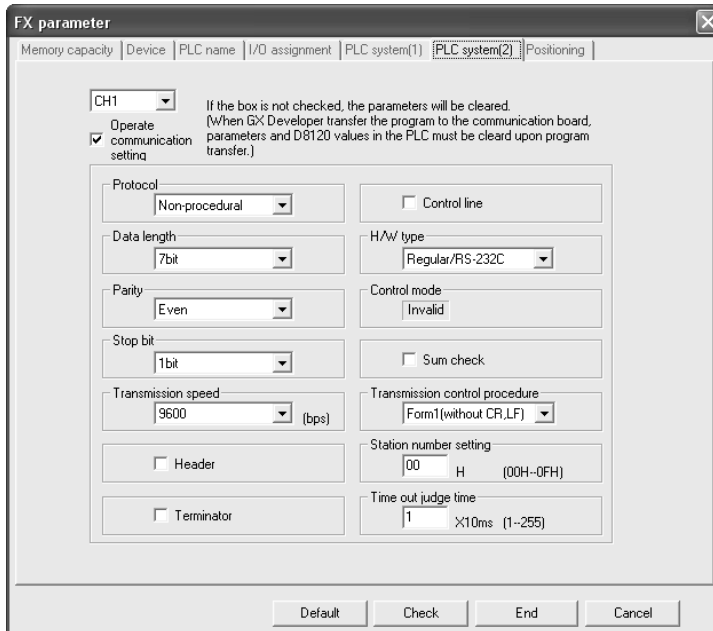 FX parameter
Memory capacity | Device | PLC name | I/O assignment | PLC system(1) | PLC system(2) | Positioning
CH1
If the box is not checked, the parameters will be cleared.
Operate
communication
setting
(When GX Developer transfer the program to the communication board,
parameters and D8120 values in the PLC must be cleard upon program
transfer.)
Protocol
Non-procedural
Control line
Data length
7bit
H/W type
Regular/RS-232C
Parity
Even
Control mode
Invalid
Stop bit
1bit
Sum check
Transmission speed
9600 (bps)
Transmission control procedure
Form1(without CR,LF)
Header
Station number setting
00 H (00H--0FH)
Terminator
Time out judge time
1 X10ms (1--255)
Default Check End Cancel